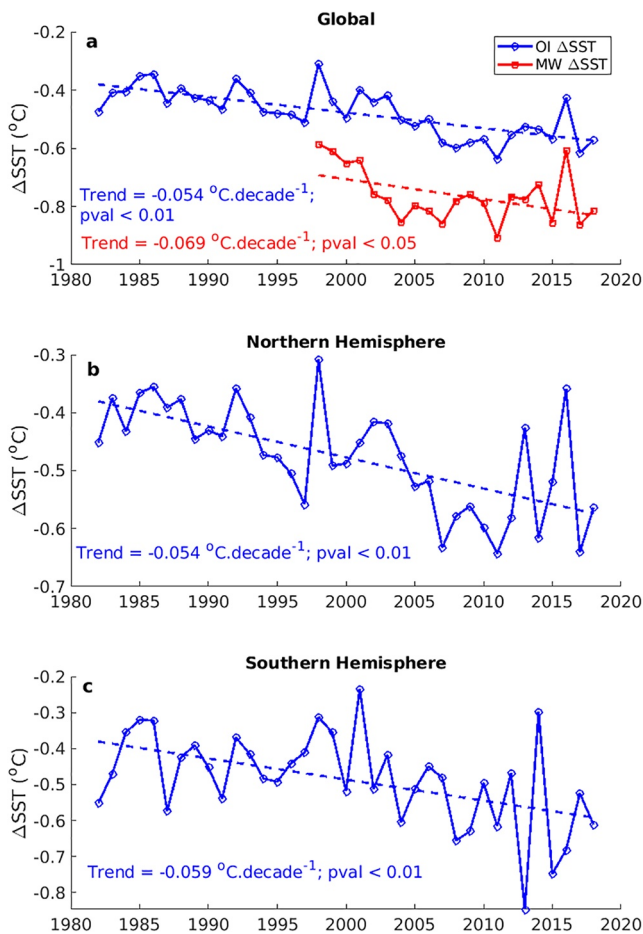 Global
a
OI ΔSST
MW ΔSST
ΔSST (°C)
-0.2
-0.4
-0.6
-0.8
-1
Trend = -0.054 °C.decade⁻¹;
pval < 0.01
Trend = -0.069 °C.decade⁻¹; pval < 0.05
1980 1985 1990 1995 2000 2005 2010 2015 2020
Northern Hemisphere
b
ΔSST (°C)
-0.3
-0.4
-0.5
-0.6
-0.7
Trend = -0.054 °C.decade⁻¹; pval < 0.01
1980 1985 1990 1995 2000 2005 2010 2015 2020
Southern Hemisphere
c
ΔSST (°C)
-0.2
-0.3
-0.4
-0.5
-0.6
-0.7
-0.8
Trend = -0.059 °C.decade⁻¹; pval < 0.01
1980 1985 1990 1995 2000 2005 2010 2015 2020